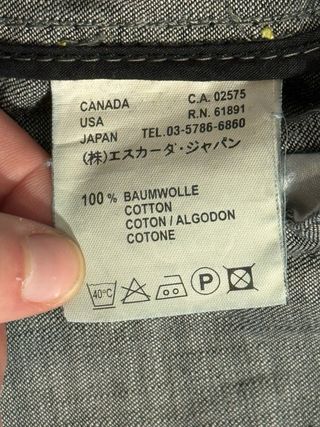 CANADA C.A. 02575
USA R.N. 61891
JAPAN TEL.03-5786-6860
(株)エスカーダ・ジャパン
100 % BAUMWOLLE
COTTON
COTON / ALGODON
COTONE
40°C P